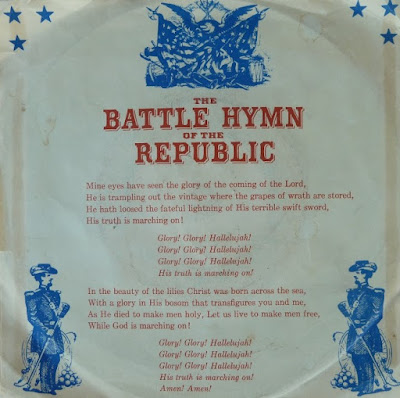 THE
BATTLE HYMN
OF THE
REPUBLIC
Mine eyes have seen the glory of the coming of the Lord,
He is trampling out the vintage where the grapes of wrath are stored,
He hath loosed the fateful lightning of His terrible swift sword,
His truth is marching on!
Glory! Glory! Hallelujah!
Glory! Glory! Hallelujah!
Glory! Glory! Hallelujah!
His truth is marching on!
In the beauty of the lilies Christ was born across the sea,
With a glory in His bosom that transfigures you and me,
As He died to make men holy, Let us live to make men free,
While God is marching on!
Glory! Glory! Hallelujah!
Glory! Glory! Hallelujah!
Glory! Glory! Hallelujah!
His truth is marching on!
Amen! Amen!